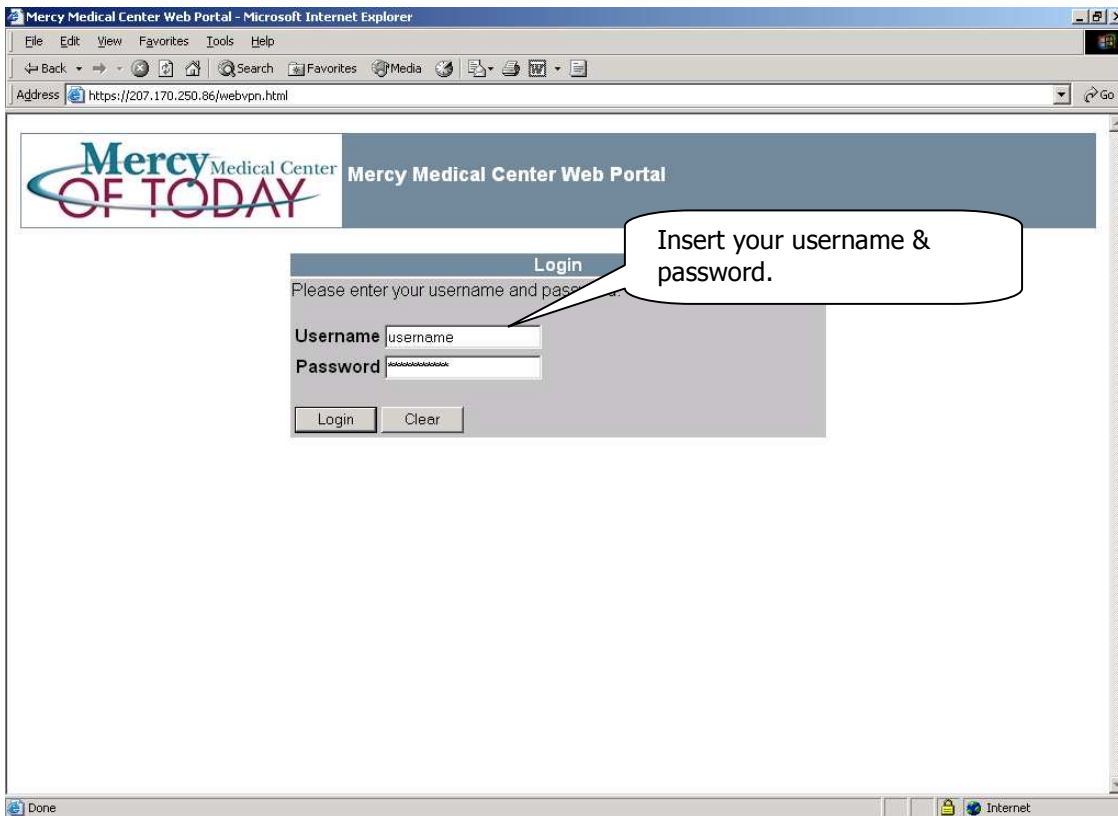 Mercy Medical Center Web Portal - Microsoft Internet Explorer
File Edit View Favorites Tools Help
Back Search Favorites Media
Address https://207.170.250.86/webvpn.html Go
Mercy Medical Center
OF TODAY
Mercy Medical Center Web Portal
Insert your username &
password.
Login
Please enter your username and password.
Username username
Password ***********
Login Clear
Done Internet